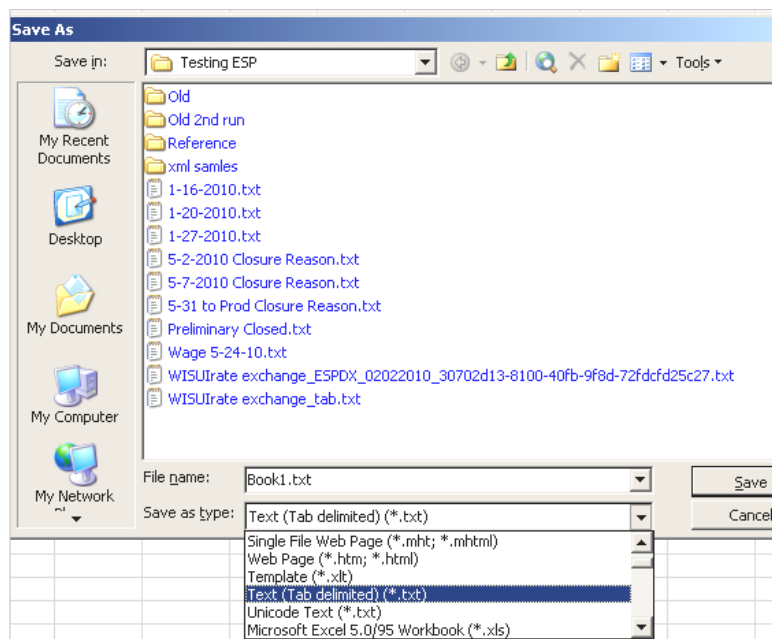 Save As
Save in:
Testing ESP
Tools
My Recent
Documents
Desktop
My Documents
My Computer
My Network
Old
Old 2nd run
Reference
xml samles
1-16-2010.txt
1-20-2010.txt
1-27-2010.txt
5-2-2010 Closure Reason.txt
5-7-2010 Closure Reason.txt
5-31 to Prod Closure Reason.txt
Preliminary Closed.txt
Wage 5-24-10.txt
WISUIrate exchange_ESPDX_02022010_30702d13-8100-40fb-9f8d-72fdcfd25c27.txt
WISUIrate exchange_tab.txt
File name:
Book1.txt
Save
Save as type:
Text (Tab delimited) (*.txt)
Cancel
Single File Web Page (*.mht; *.mhtml)
Web Page (*.htm; *.html)
Template (*.xlt)
Text (Tab delimited) (*.txt)
Unicode Text (*.txt)
Microsoft Excel 5.0/95 Workbook (*.xls)